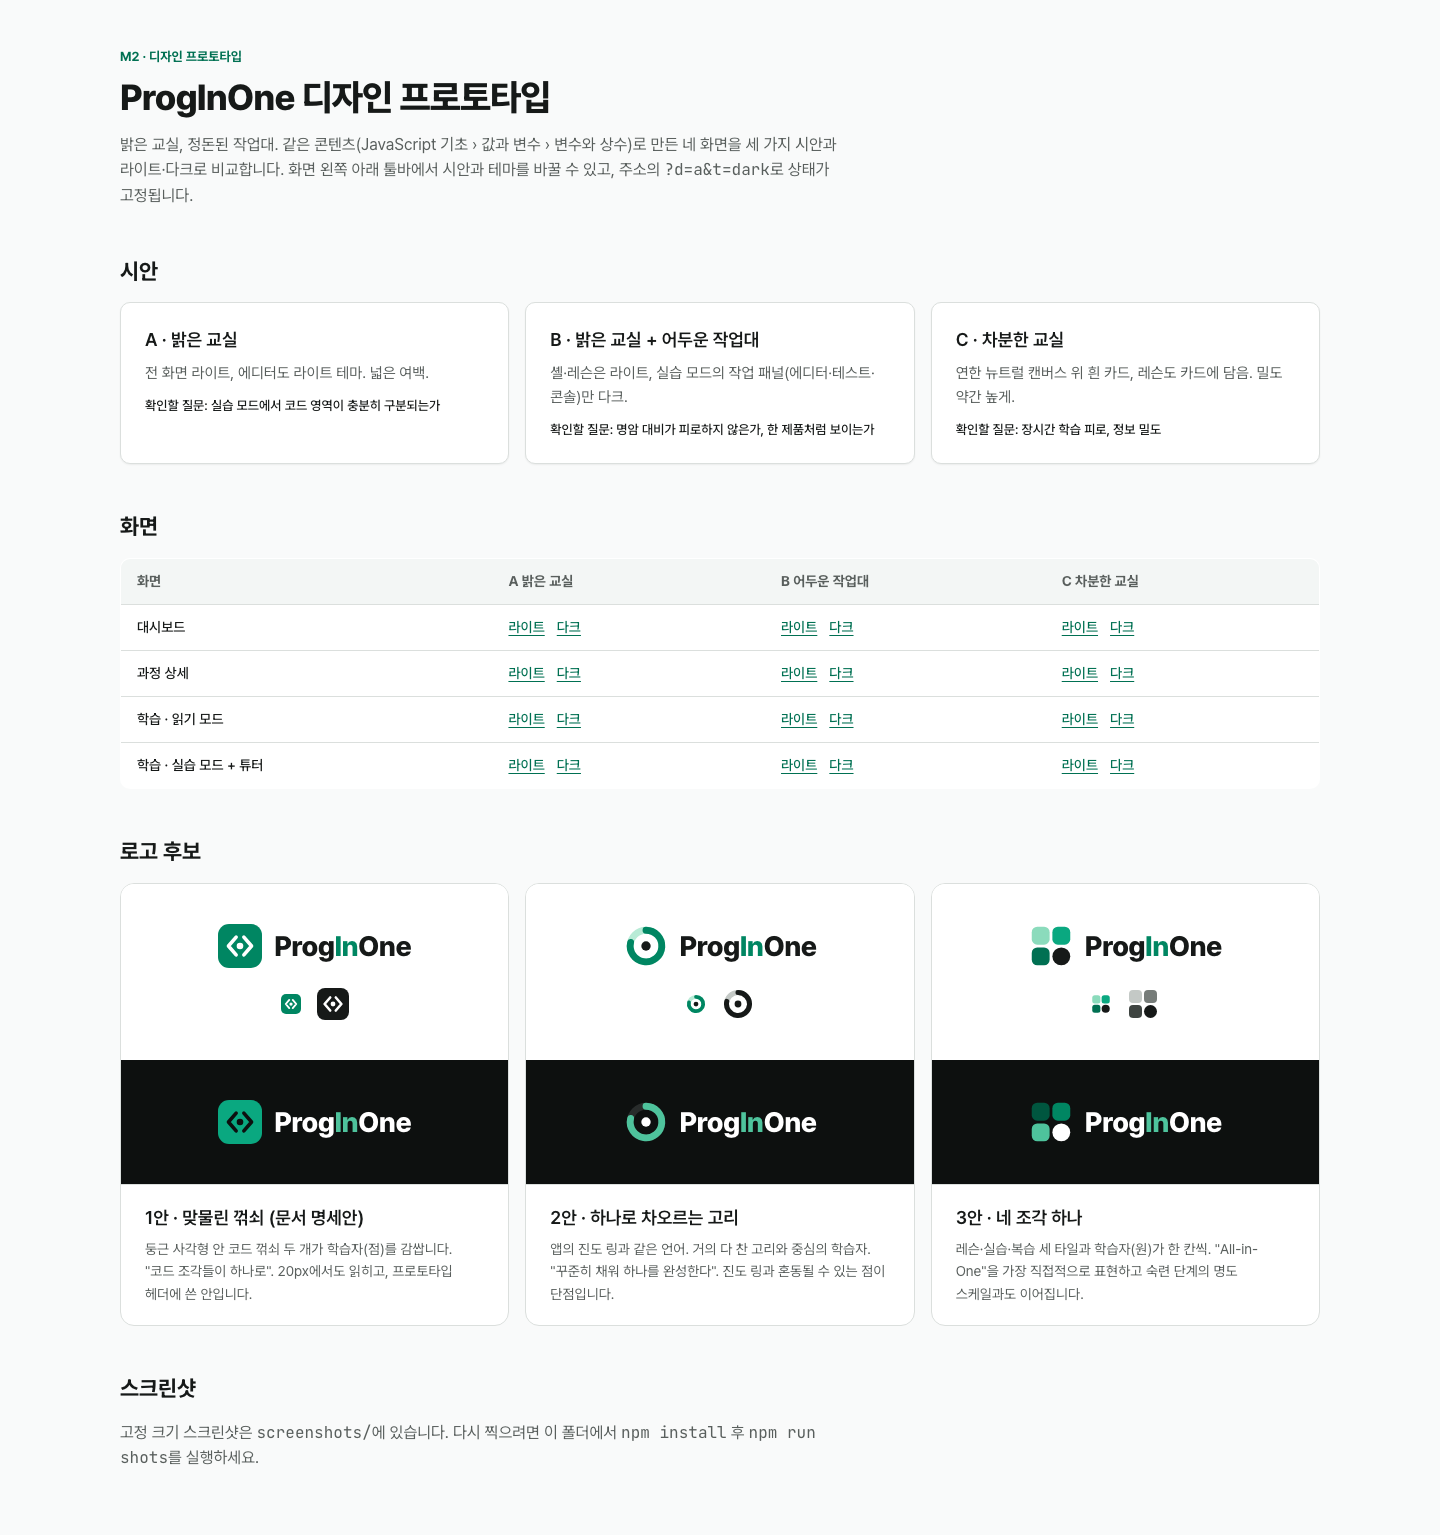 M2 · 디자인 프로토타입
ProgInOne 디자인 프로토타입
밝은 교실, 정돈된 작업대. 같은 콘텐츠(JavaScript 기초 › 값과 변수 › 변수와 상수)로 만든 네 화면을 세 가지 시안과
라이트·다크로 비교합니다. 화면 왼쪽 아래 툴바에서 시안과 테마를 바꿀 수 있고, 주소의 ?d=a&t=dark로 상태가
고정됩니다.
시안
A · 밝은 교실
전 화면 라이트, 에디터도 라이트 테마. 넓은 여백.
확인할 질문: 실습 모드에서 코드 영역이 충분히 구분되는가
B · 밝은 교실 + 어두운 작업대
셸·레슨은 라이트, 실습 모드의 작업 패널(에디터·테스트·
콘솔)만 다크.
확인할 질문: 명암 대비가 피로하지 않은가, 한 제품처럼 보이는가
C · 차분한 교실
연한 뉴트럴 캔버스 위 흰 카드, 레슨도 카드에 담음. 밀도
약간 높게.
확인할 질문: 장시간 학습 피로, 정보 밀도
화면
화면 A 밝은 교실 B 어두운 작업대 C 차분한 교실
대시보드 라이트 다크 라이트 다크 라이트 다크
과정 상세 라이트 다크 라이트 다크 라이트 다크
학습 · 읽기 모드 라이트 다크 라이트 다크 라이트 다크
학습 · 실습 모드 + 튜터 라이트 다크 라이트 다크 라이트 다크
로고 후보
ProgInOne
ProgInOne
1안 · 맞물린 꺾쇠 (문서 명세안)
둥근 사각형 안 코드 꺾쇠 두 개가 학습자(점)를 감쌉니다.
"코드 조각들이 하나로". 20px에서도 읽히고, 프로토타입
헤더에 쓴 안입니다.
ProgInOne
ProgInOne
2안 · 하나로 차오르는 고리
앱의 진도 링과 같은 언어. 거의 다 찬 고리와 중심의 학습자.
"꾸준히 채워 하나를 완성한다". 진도 링과 혼동될 수 있는 점이
단점입니다.
ProgInOne
ProgInOne
3안 · 네 조각 하나
레슨·실습·복습 세 타일과 학습자(원)가 한 칸씩. "All-in-
One"을 가장 직접적으로 표현하고 숙련 단계의 명도
스케일과도 이어집니다.
스크린샷
고정 크기 스크린샷은 screenshots/에 있습니다. 다시 찍으려면 이 폴더에서 npm install 후 npm run
shots를 실행하세요.